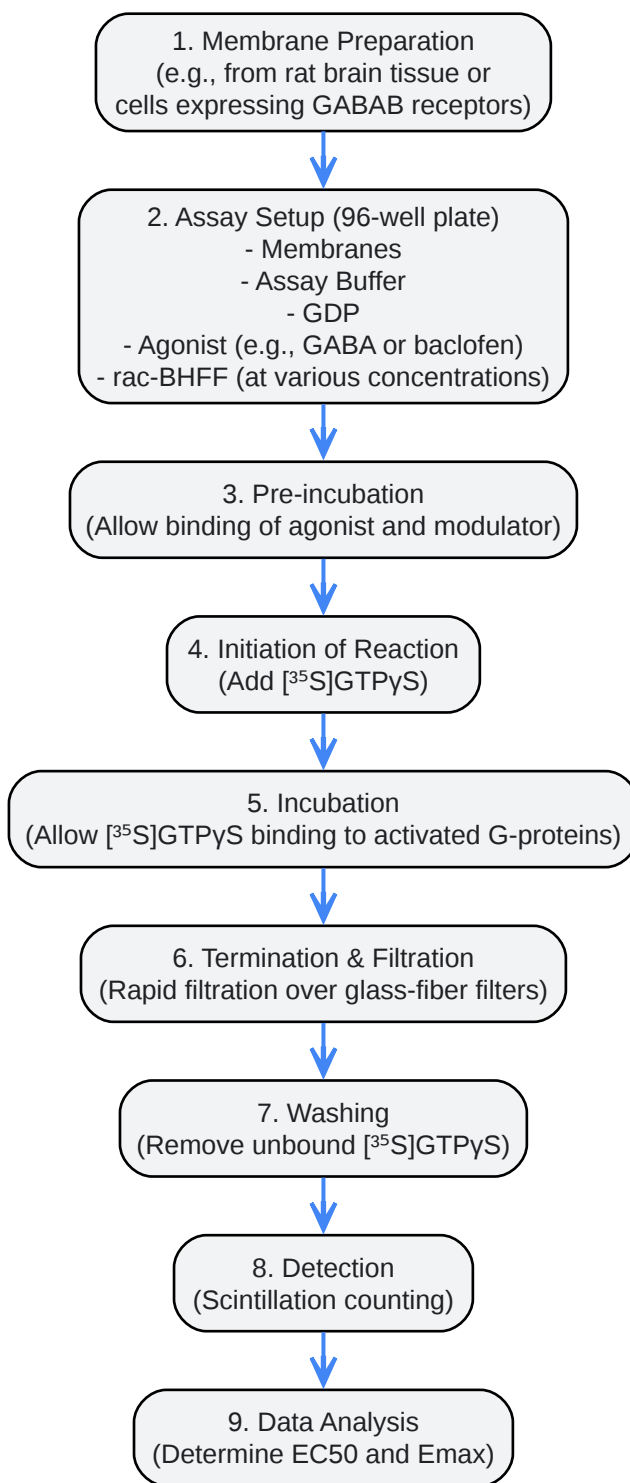 1. Membrane Preparation
(e.g., from rat brain tissue or
cells expressing GABAB receptors)
2. Assay Setup (96-well plate)
- Membranes
- Assay Buffer
- GDP
- Agonist (e.g., GABA or baclofen)
- rac-BHFF (at various concentrations)
3. Pre-incubation
(Allow binding of agonist and modulator)
4. Initiation of Reaction
(Add [³⁵S]GTPγS)
5. Incubation
(Allow [³⁵S]GTPγS binding to activated G-proteins)
6. Termination & Filtration
(Rapid filtration over glass-fiber filters)
7. Washing
(Remove unbound [³⁵S]GTPγS)
8. Detection
(Scintillation counting)
9. Data Analysis
(Determine EC50 and Emax)